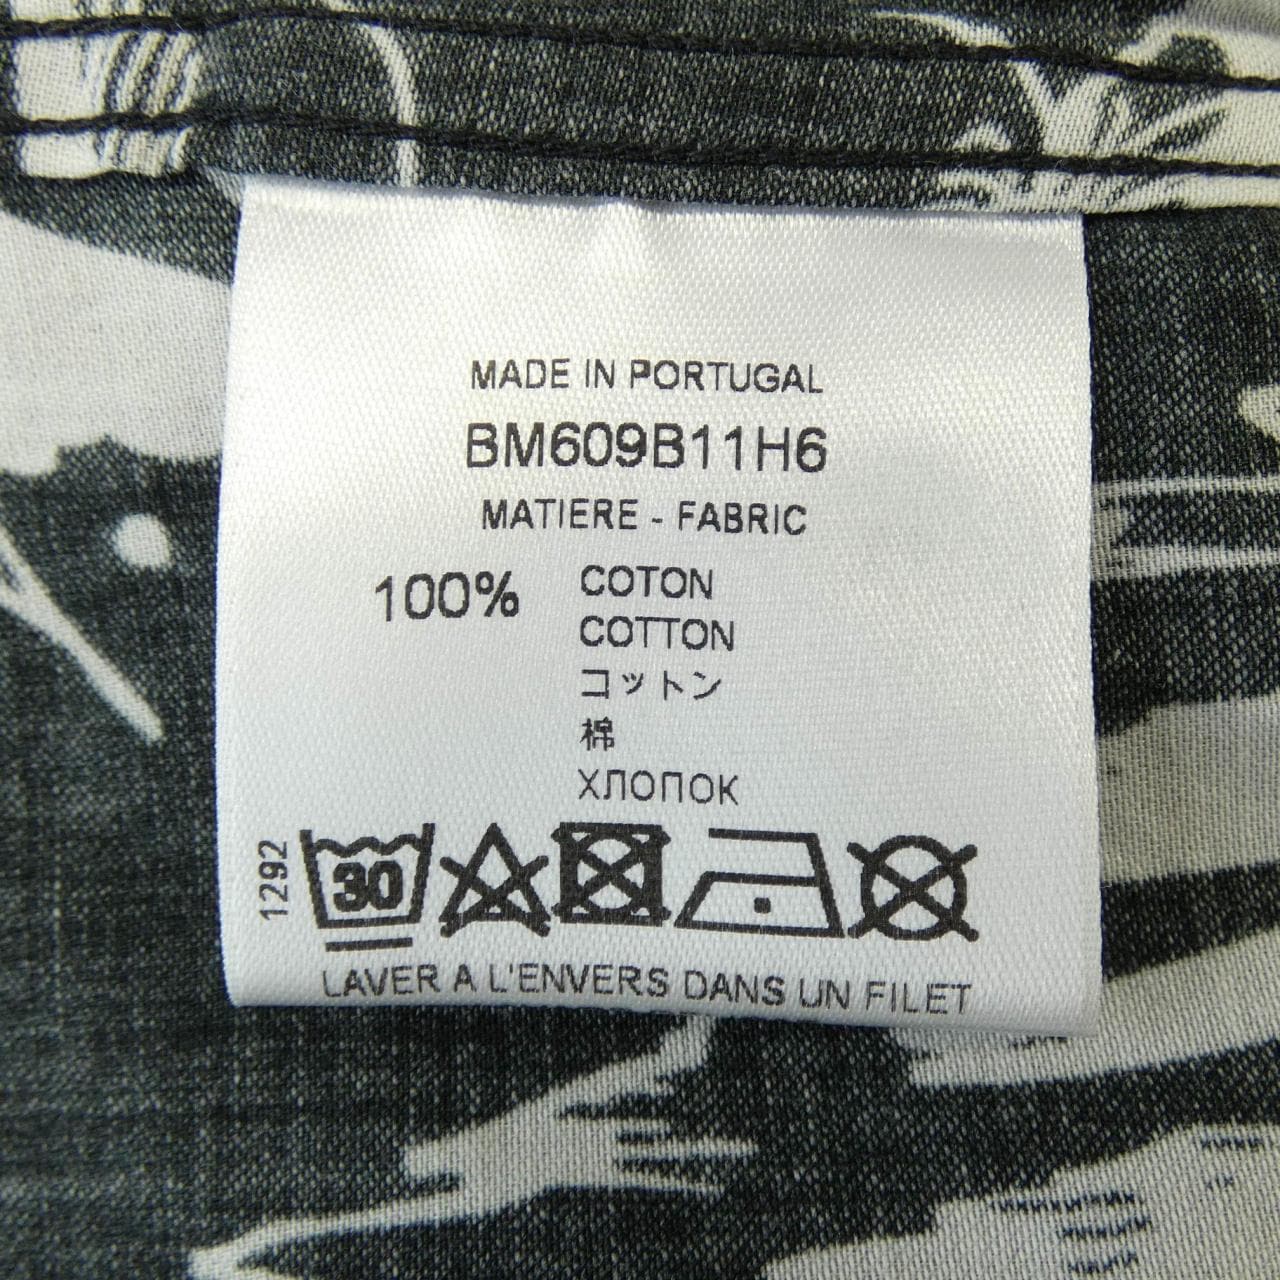 MADE IN PORTUGAL
BM609B11H6
MATIERE - FABRIC
100% COTON
COTTON
コットン
棉
ХЛОПОК
1292
30
LAVER A L'ENVERS DANS UN FILET